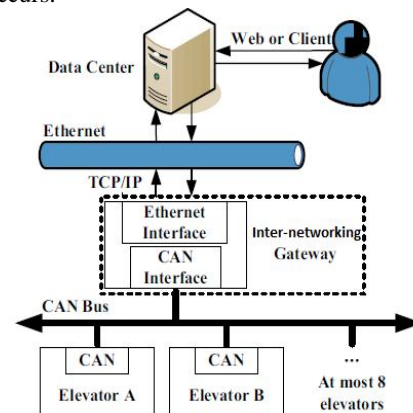 Web or Client
Data Center
Ethernet
TCP/IP
Ethernet
Interface
Inter-networking
Gateway
CAN
Interface
CAN Bus
CAN
CAN
...
Elevator A
Elevator B
At most 8
elevators